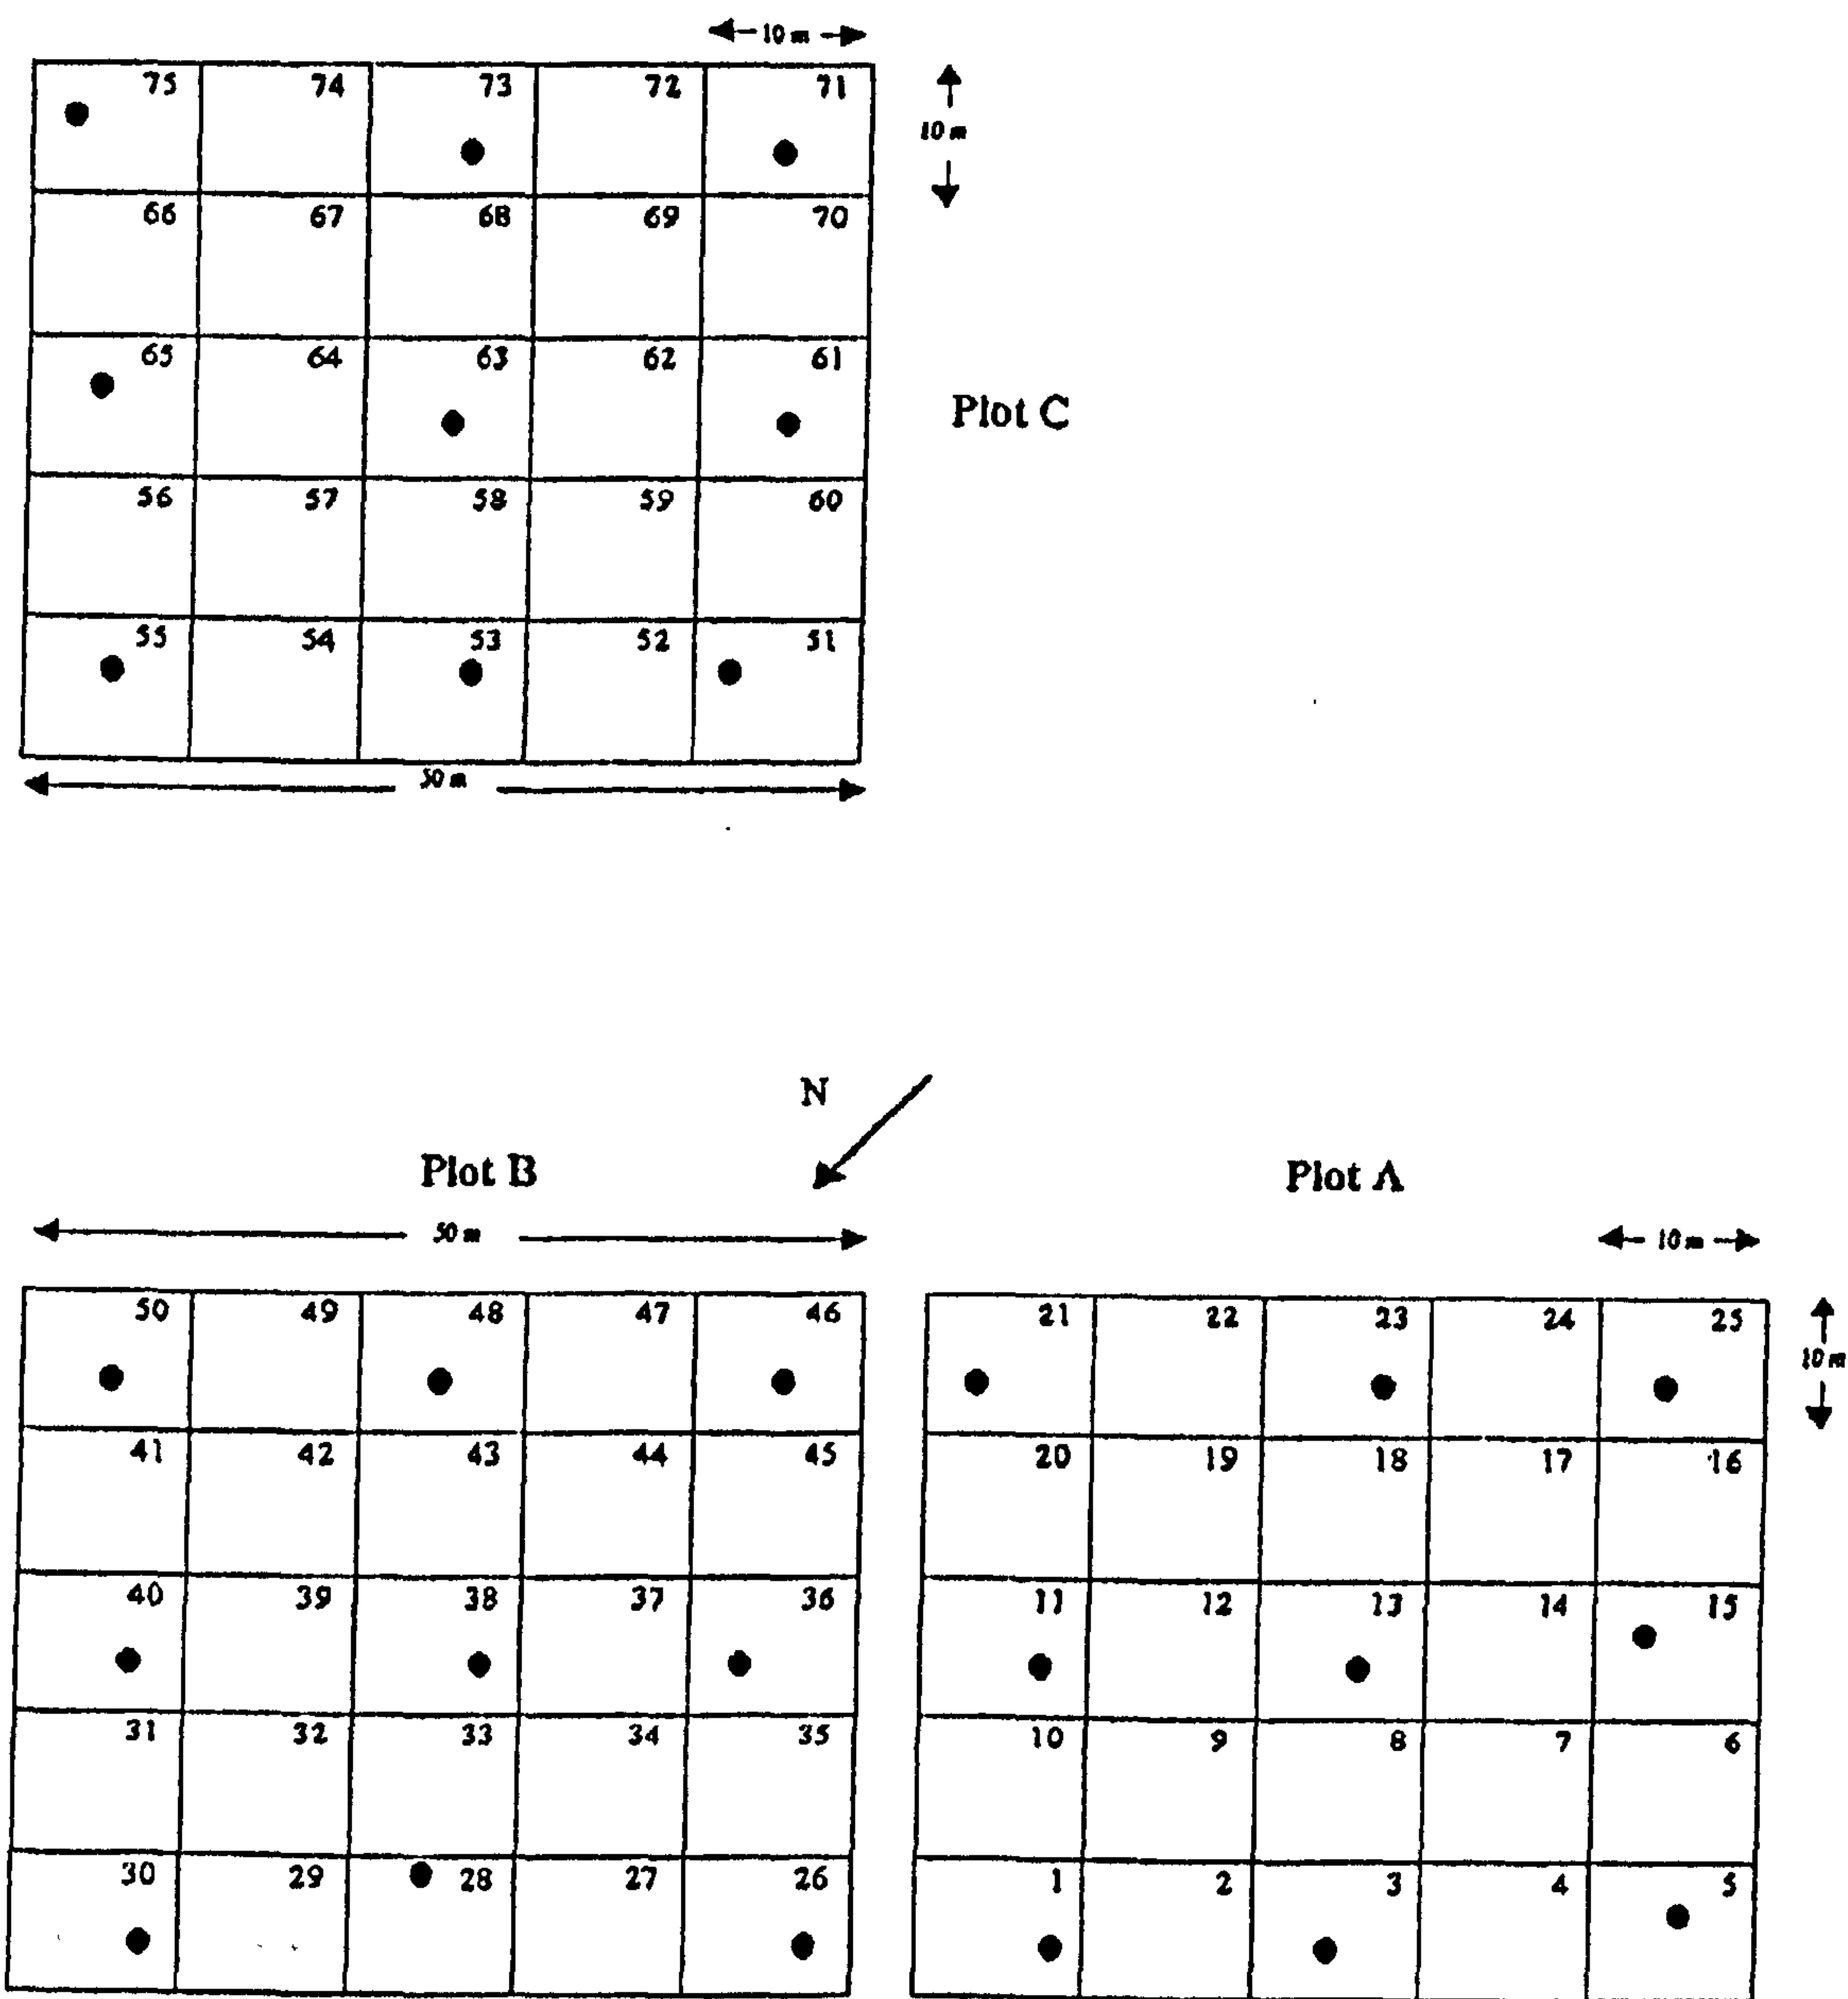 10 m
75 74 73 72 71
10 m
66 67 68 69 70
65 64 63 62 61
Plot C
56 57 58 59 60
55 54 53 52 51
50 m
N
Plot B
Plot A
50 m
10 m
50 49 48 47 46
21 22 23 24 25
10 m
41 42 43 44 45
20 19 18 17 16
40 39 38 37 36
11 12 13 14 15
31 32 33 34 35
10 9 8 7 6
30 29 28 27 26
1 2 3 4 5